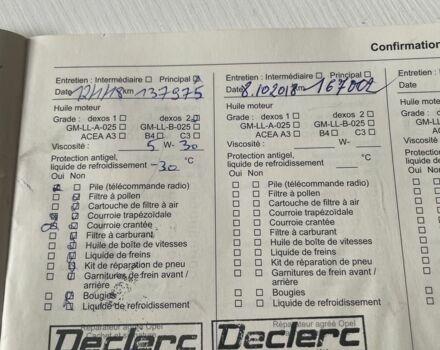 Confirmation
Entretien : Intermédiaire ☐ Principal ☑
Date 12/1/18 km 137975
Huile moteur
Grade : dexos 1 ☐ dexos 2 ☑
GM-LL-A-025 ☐ GM-LL-B-025 ☐
ACEA A3 ☐ B4 ☐ C3 ☐
Viscosité : 5 W- 30
Protection antigel,
liquide de refroidissement -30 °C
Oui Non
Pile (télécommande radio)
Filtre à pollen
Cartouche de filtre à air
Courroie trapézoïdale
Courroie crantée
Filtre à carburant
Huile de boîte de vitesses
Liquide de freins
Kit de réparation de pneu
Garnitures de frein avant /
arrière
Bougies
Liquide de refroidissement
Réparateur agréé Opel
Declerc
Entretien : Intermédiaire ☐ Principal ☐
Date 8.10.2018 km 167002
Huile moteur
Grade : dexos 1 ☐ dexos 2 ☐
GM-LL-A-025 ☐ GM-LL-B-025 ☐
ACEA A3 ☐ B4 ☐ C3 ☐
Viscosité : W-
Protection antigel,
liquide de refroidissement °C
Oui Non
☐ ☐ Pile (télécommande radio)
☐ ☐ Filtre à pollen
☐ ☐ Cartouche de filtre à air
☐ ☐ Courroie trapézoïdale
☐ ☐ Courroie crantée
☐ ☐ Filtre à carburant
☐ ☐ Huile de boîte de vitesses
☐ ☐ Liquide de freins
☐ ☐ Kit de réparation de pneu
☐ ☐ Garnitures de frein avant /
arrière
☐ ☐ Bougies
☐ ☐ Liquide de refroidissement
Réparateur agréé Opel
Declerc